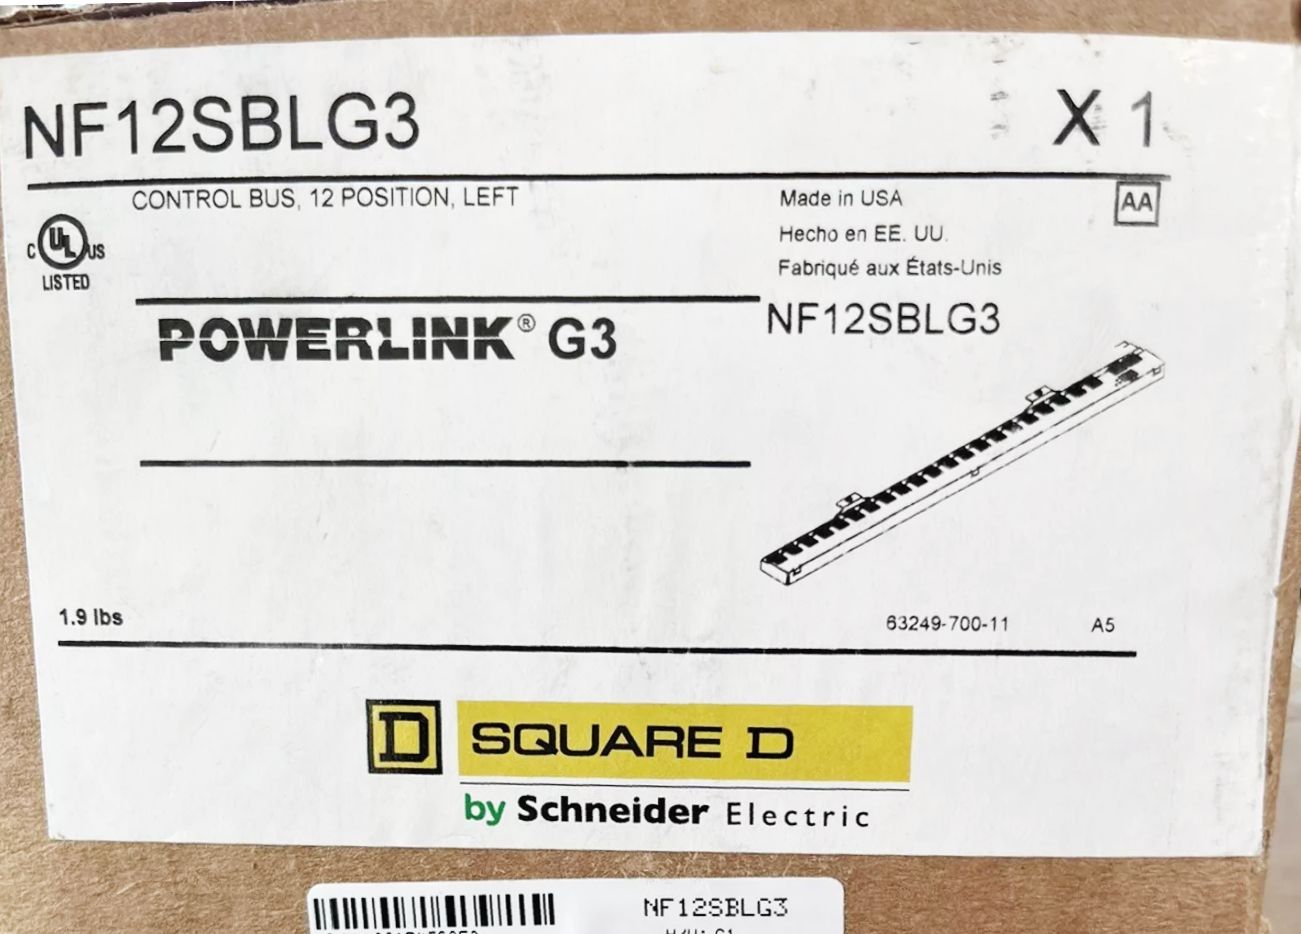 NF12SBLG3 X 1
CONTROL BUS, 12 POSITION, LEFT
Made in USA
AA
Hecho en EE. UU.
Fabriqué aux États-Unis
C UL US
LISTED
POWERLINK® G3
NF12SBLG3
1.9 lbs
63249-700-11 A5
D SQUARE D
by Schneider Electric
NF12SBLG3